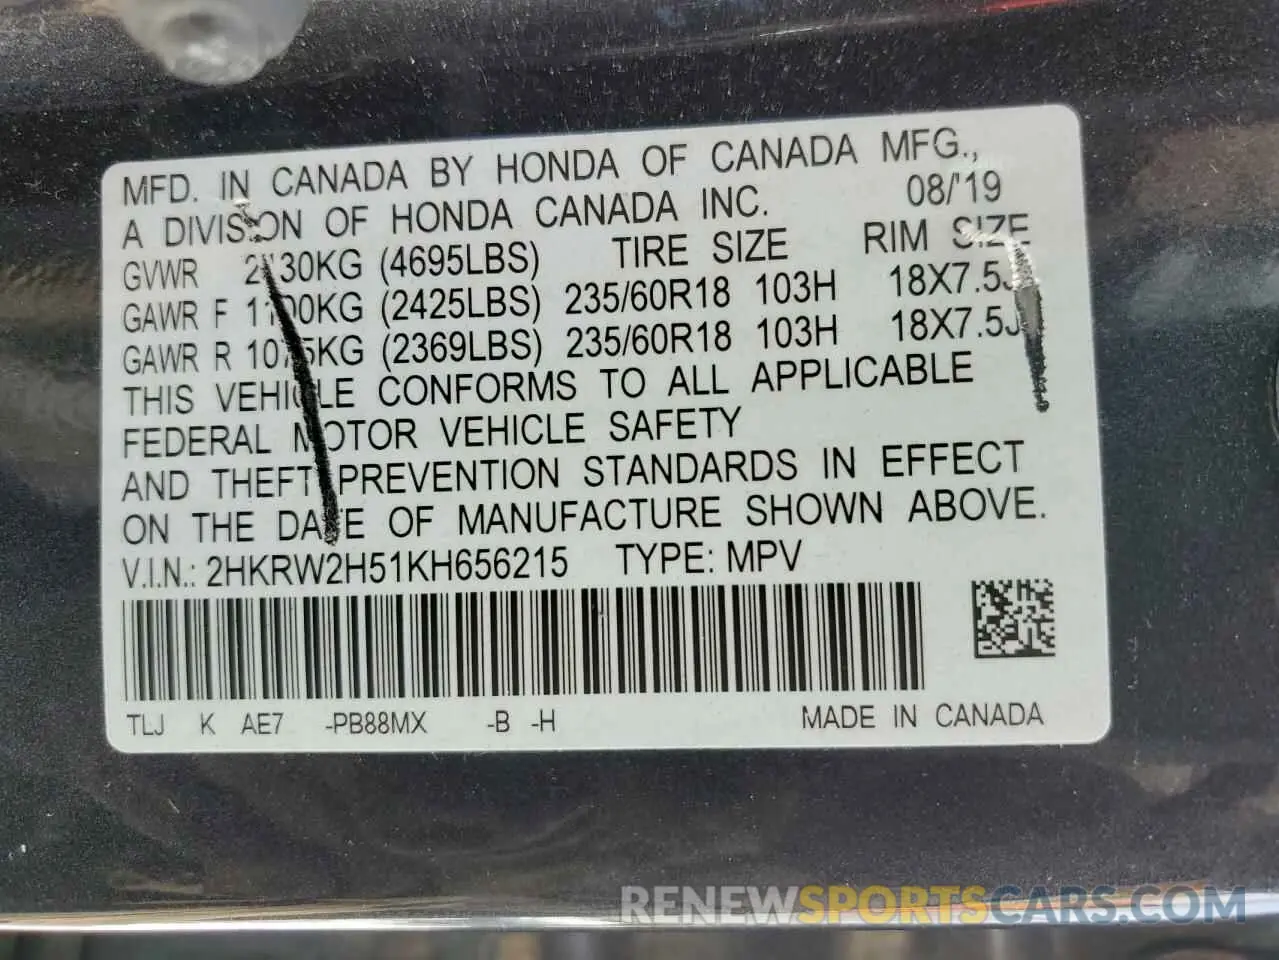 MFD. IN CANADA BY HONDA OF CANADA MFG.,
A DIVISION OF HONDA CANADA INC. 08/'19
GVWR 2130KG (4695LBS) TIRE SIZE RIM SIZE
GAWR F 1100KG (2425LBS) 235/60R18 103H 18X7.5J
GAWR R 1075KG (2369LBS) 235/60R18 103H 18X7.5J
THIS VEHICLE CONFORMS TO ALL APPLICABLE
FEDERAL MOTOR VEHICLE SAFETY
AND THEFT PREVENTION STANDARDS IN EFFECT
ON THE DATE OF MANUFACTURE SHOWN ABOVE.
V.I.N.: 2HKRW2H51KH656215 TYPE: MPV
TLJ K AE7 -PB88MX -B -H MADE IN CANADA
RENEWSPORTSCARS.COM